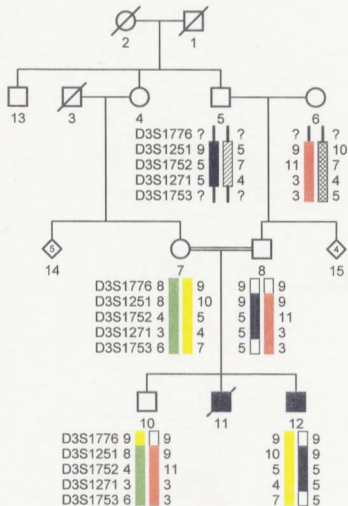 2 1
13 3 4 5 6
D3S1776 ? ? ? ?
D3S1251 9 5 9 10
D3S1752 5 7 11 7
D3S1271 5 4 3 4
D3S1753 ? ? 3 ?
5 4
14 7 8 15
D3S1776 8 9 9 9
D3S1251 8 10 9 9
D3S1752 4 5 5 11
D3S1271 3 4 5 3
D3S1753 6 7 5 3
10 11 12
D3S1776 9 9 9 9
D3S1251 8 9 10 9
D3S1752 4 11 5 5
D3S1271 3 3 4 5
D3S1753 6 3 7 5